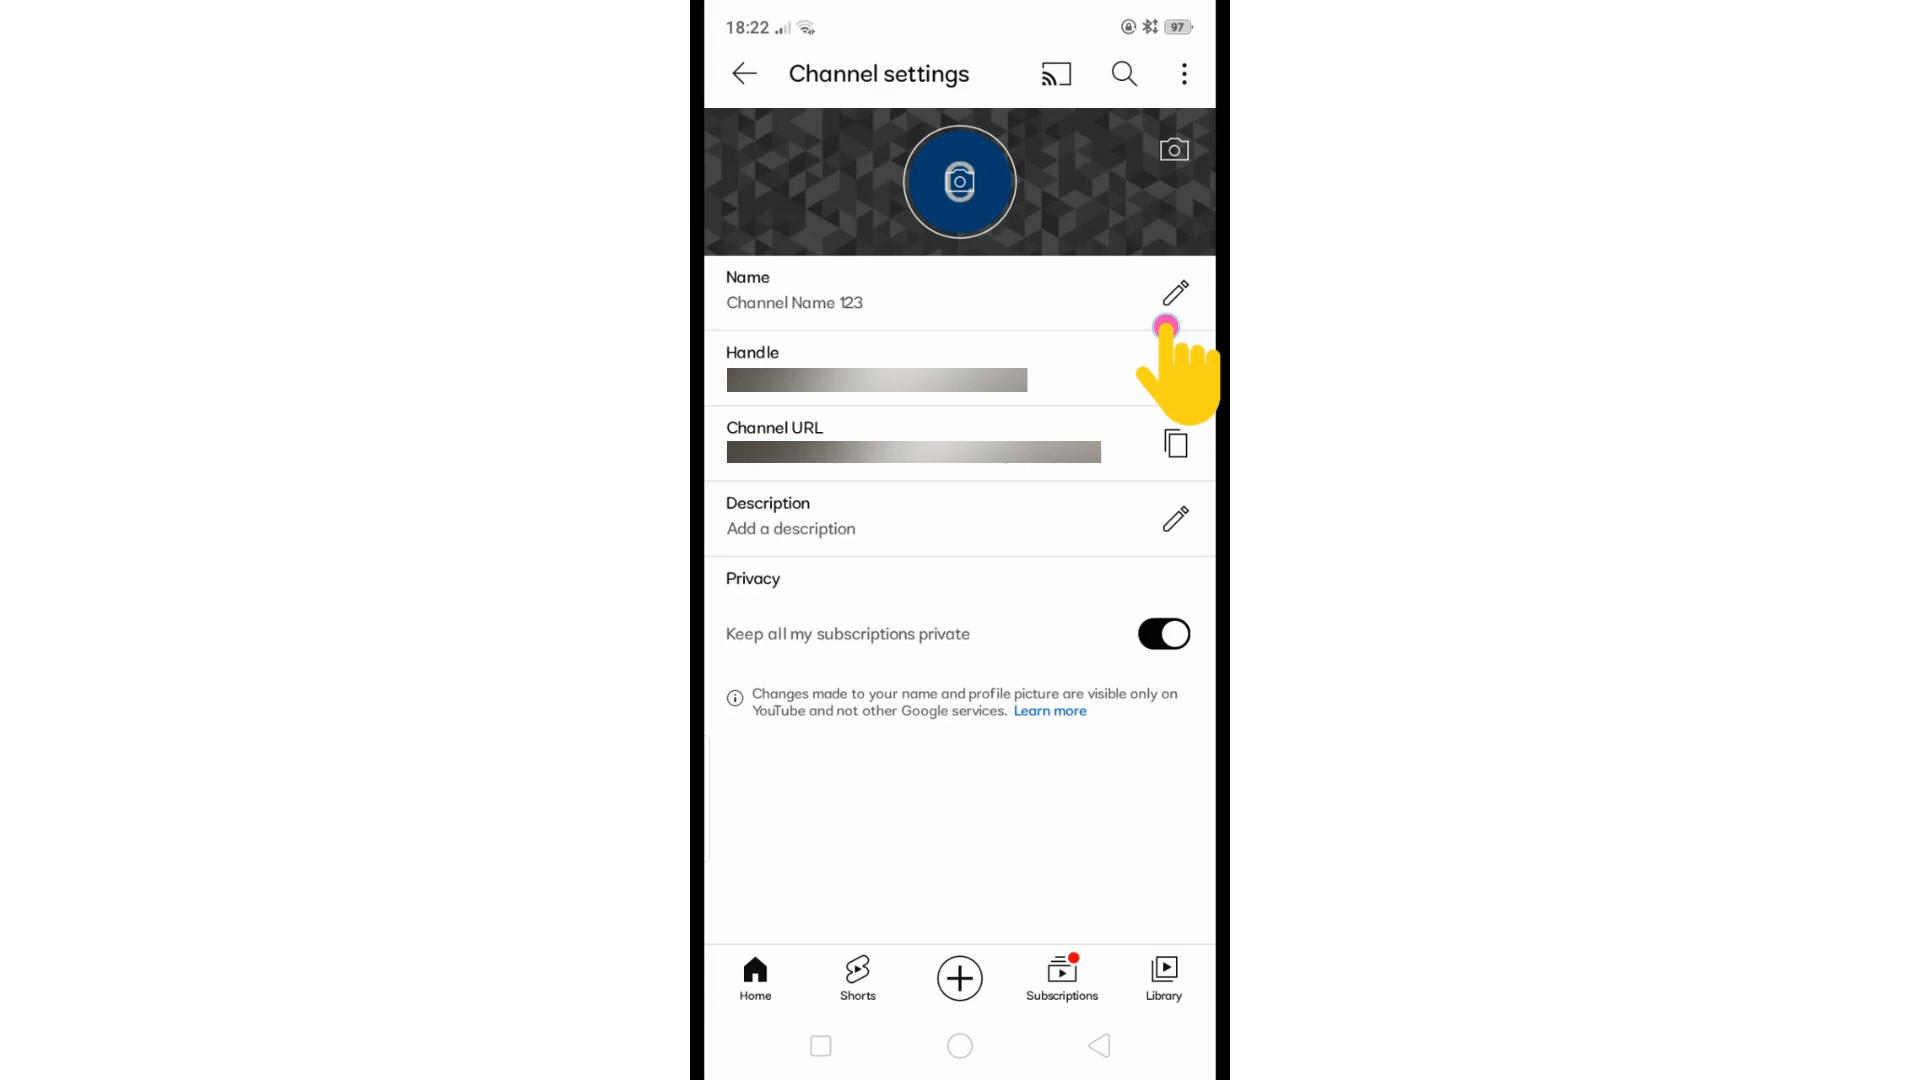 18:22
97
Channel settings
Name
Channel Name 123
Handle
Channel URL
Description
Add a description
Privacy
Keep all my subscriptions private
Changes made to your name and profile picture are visible only on
YouTube and not other Google services. Learn more
Home
Shorts
Subscriptions
Library